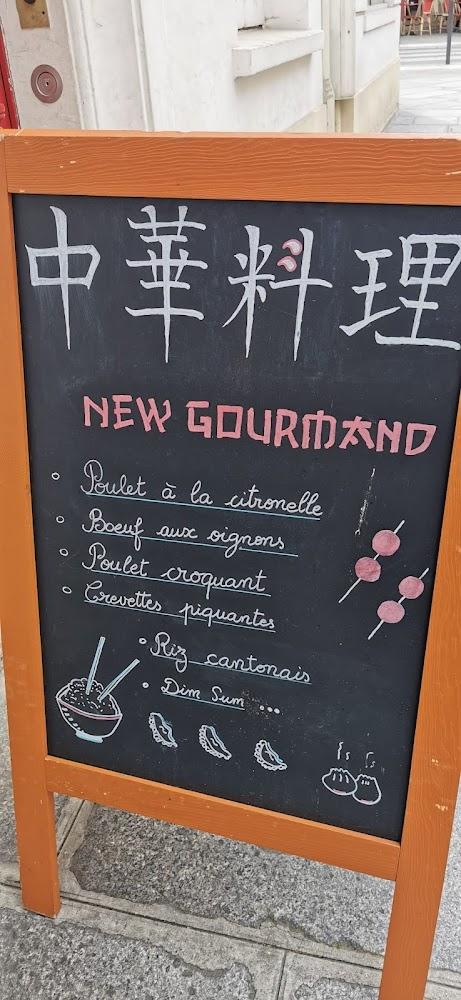 中華料理
NEW GOURMAND
Poulet à la citronelle
Boeuf aux oignons
Poulet croquant
Crevettes piquantes
Riz cantonais
Dim Sum ...